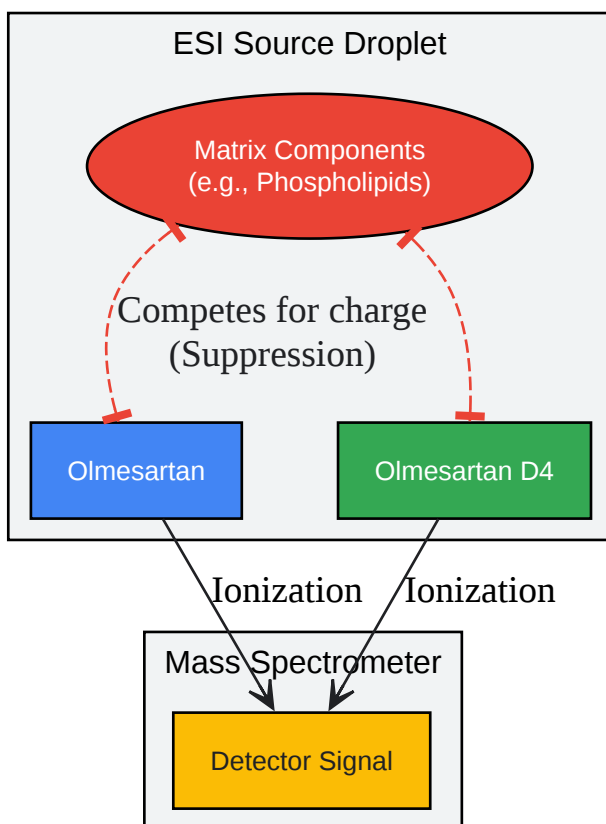 ESI Source Droplet
Matrix Components
(e.g., Phospholipids)
Competes for charge
(Suppression)
Olmesartan
Olmesartan D4
Ionization
Ionization
Mass Spectrometer
Detector Signal